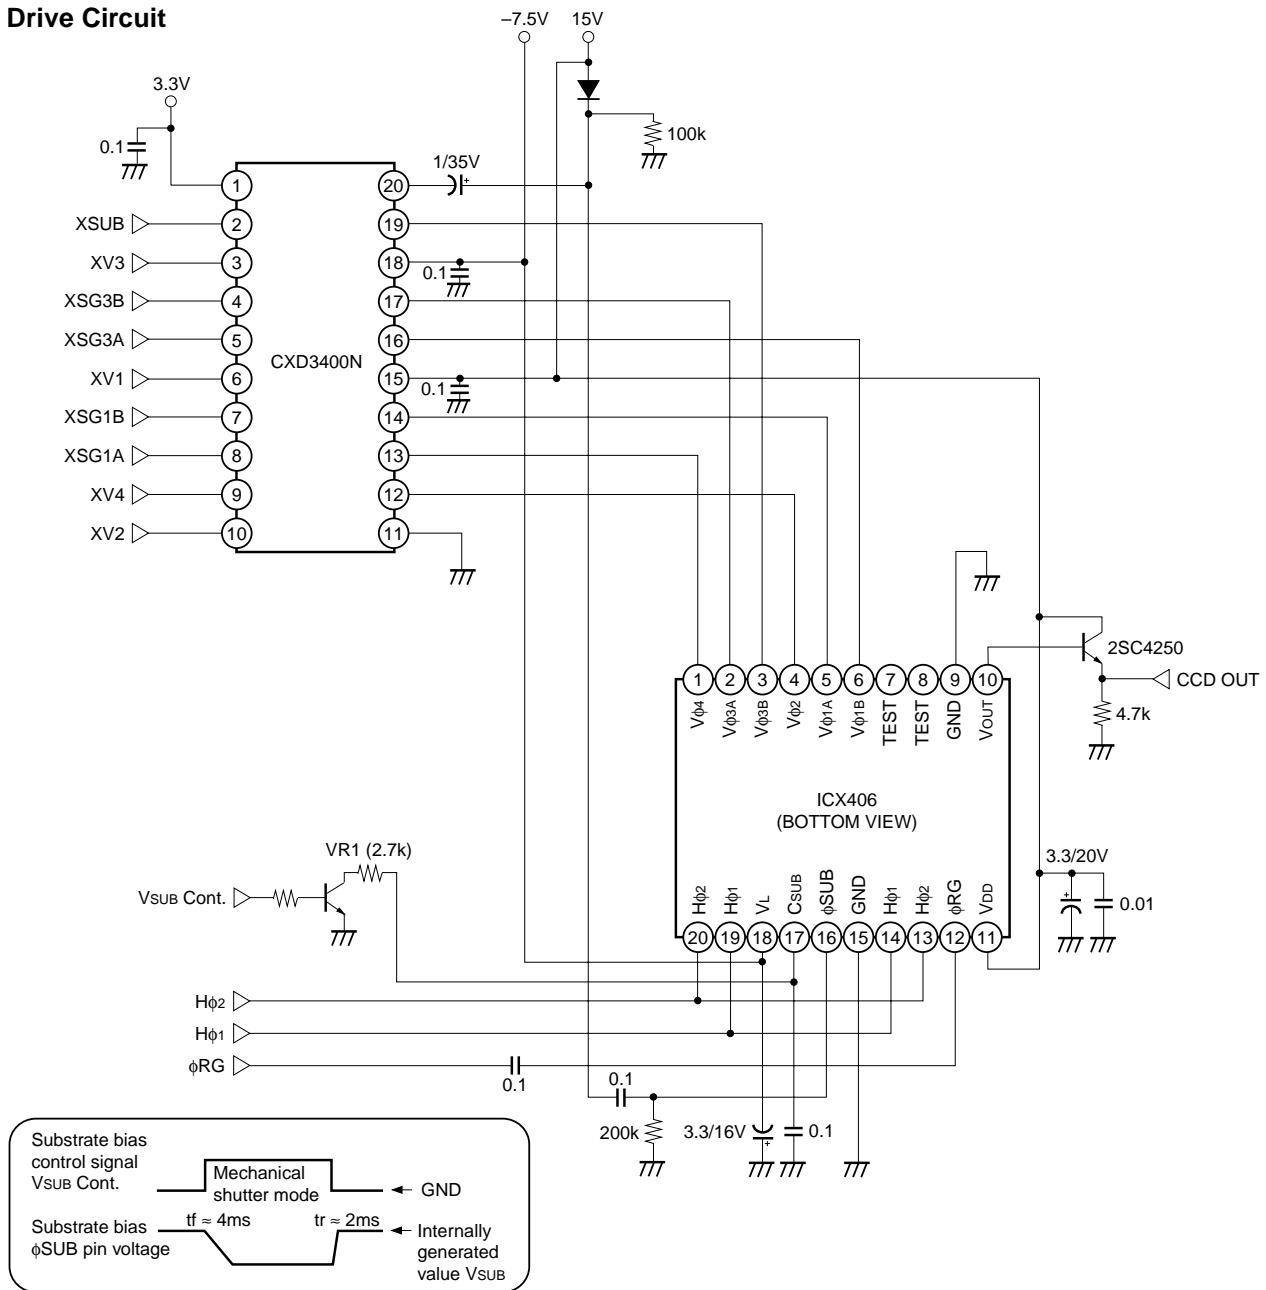 Drive Circuit
–7.5V 15V
3.3V
0.1
100k
1/35V
1 20
XSUB 2 19
XV3 3 18
0.1
XSG3B 4 17
XSG3A 5 16
CXD3400N
XV1 6 15
0.1
XSG1B 7 14
XSG1A 8 13
XV4 9 12
XV2 10 11
2SC4250
CCD OUT
4.7k
1 2 3 4 5 6 7 8 9 10
Vφ4 Vφ3A Vφ3B Vφ2 Vφ1A Vφ1B TEST TEST GND VOUT
ICX406
(BOTTOM VIEW)
VR1 (2.7k)
VSUB Cont.
3.3/20V
0.01
Hφ2 Hφ1 VL CSUB φSUB GND Hφ1 Hφ2 φRG VDD
20 19 18 17 16 15 14 13 12 11
Hφ2
Hφ1
φRG
0.1
0.1
200k
3.3/16V
0.1
Substrate bias
control signal
VSUB Cont.
Mechanical
shutter mode
GND
tf ≈ 4ms tr ≈ 2ms
Substrate bias
φSUB pin voltage
Internally
generated
value VSUB